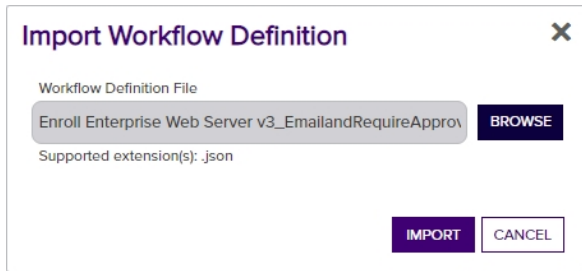 Import Workflow Definition
Workflow Definition File
Enroll Enterprise Web Server v3_EmailandRequireApprov
BROWSE
Supported extension(s): .json
IMPORT
CANCEL